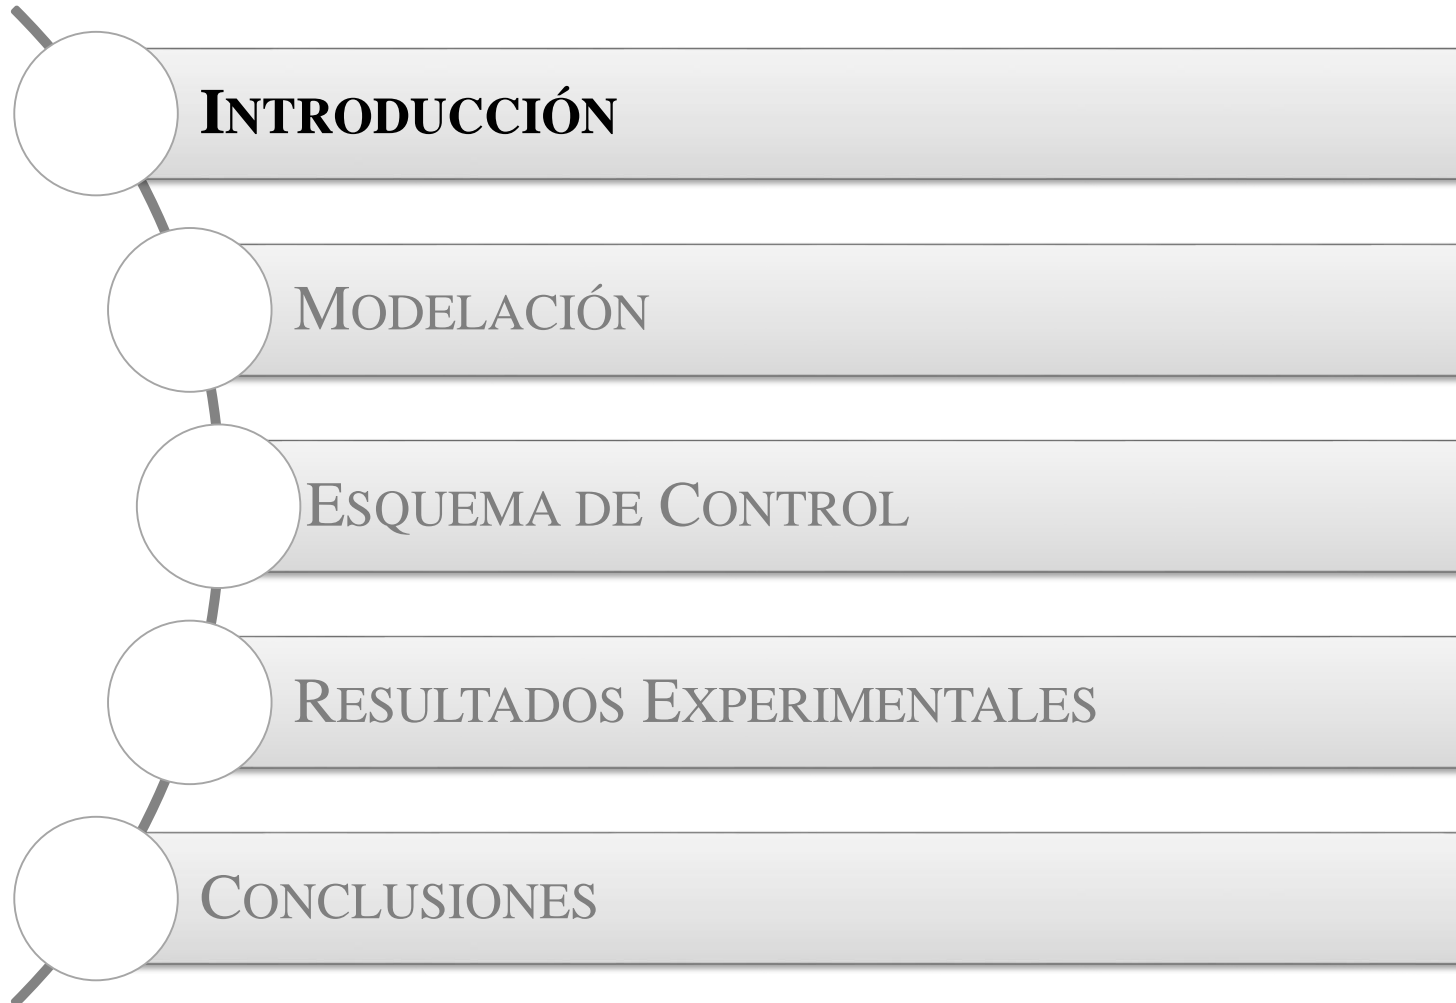 INTRODUCCIÓN
MODELACIÓN
ESQUEMA DE CONTROL
RESULTADOS EXPERIMENTALES
CONCLUSIONES